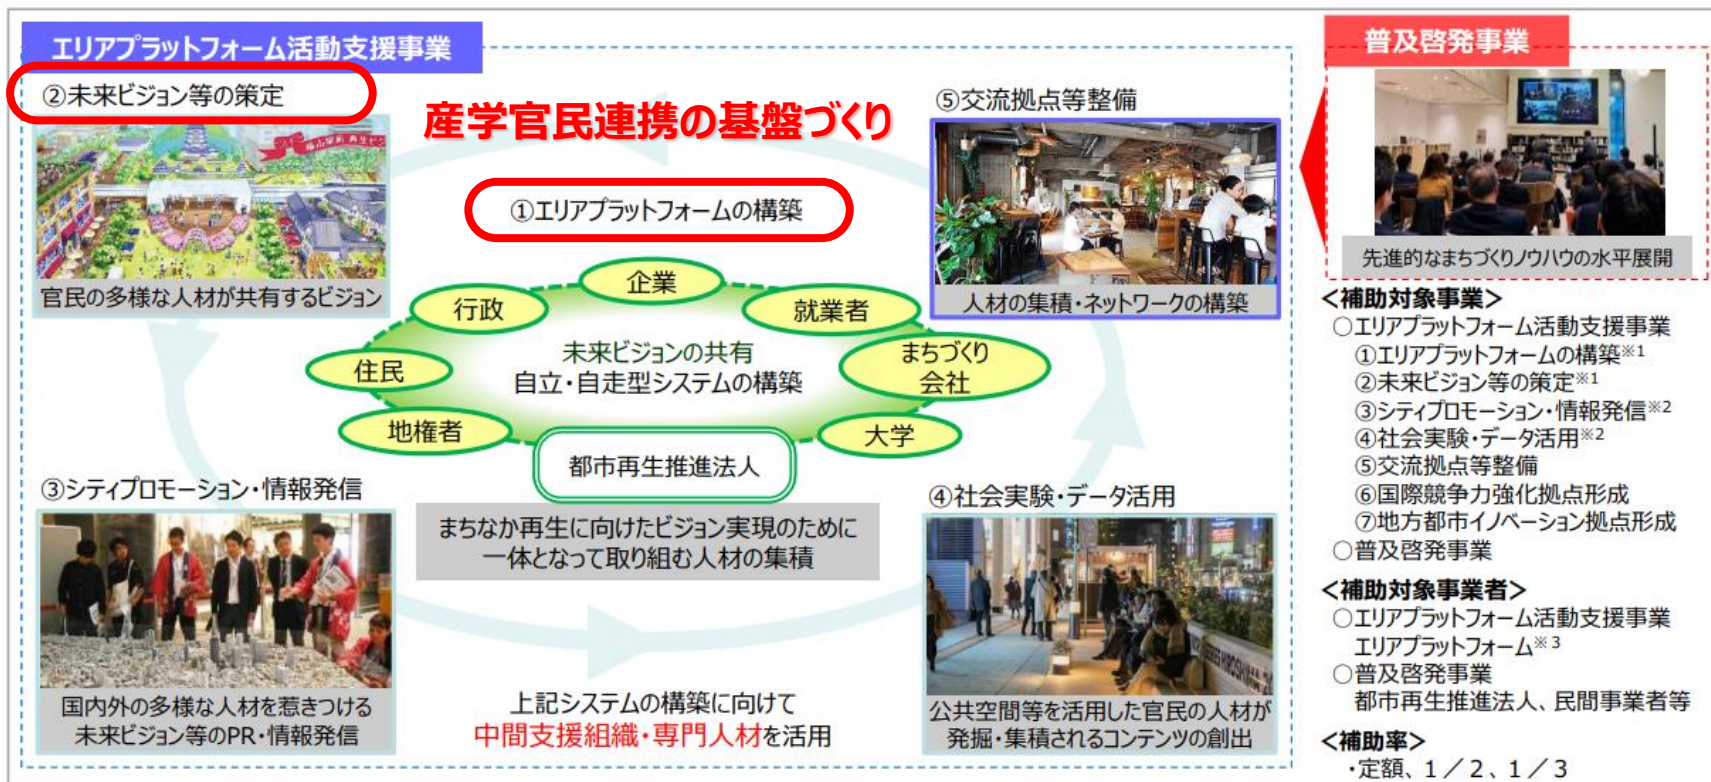 エリアプラットフォーム活動支援事業
②未来ビジョン等の策定
産学官民連携の基盤づくり
官民の多様な人材が共有するビジョン
①エリアプラットフォームの構築
企業
行政
就業者
住民
まちづくり
会社
地権者
大学
未来ビジョンの共有
自立・自走型システムの構築
都市再生推進法人
まちなか再生に向けたビジョン実現のために
一体となって取り組む人材の集積
⑤交流拠点等整備
人材の集積・ネットワークの構築
③シティプロモーション・情報発信
国内外の多様な人材を惹きつける
未来ビジョン等のPR・情報発信
上記システムの構築に向けて
中間支援組織・専門人材を活用
④社会実験・データ活用
公共空間等を活用した官民の人材が
発掘・集積されるコンテンツの創出
普及啓発事業
先進的なまちづくりノウハウの水平展開
<補助対象事業>
○エリアプラットフォーム活動支援事業
①エリアプラットフォームの構築※1
②未来ビジョン等の策定※1
③シティプロモーション・情報発信※2
④社会実験・データ活用※2
⑤交流拠点等整備
⑥国際競争力強化拠点形成
⑦地方都市イノベーション拠点形成
○普及啓発事業
<補助対象事業者>
○エリアプラットフォーム活動支援事業
エリアプラットフォーム※3
○普及啓発事業
都市再生推進法人、民間事業者等
<補助率>
・定額、1／2、1／3